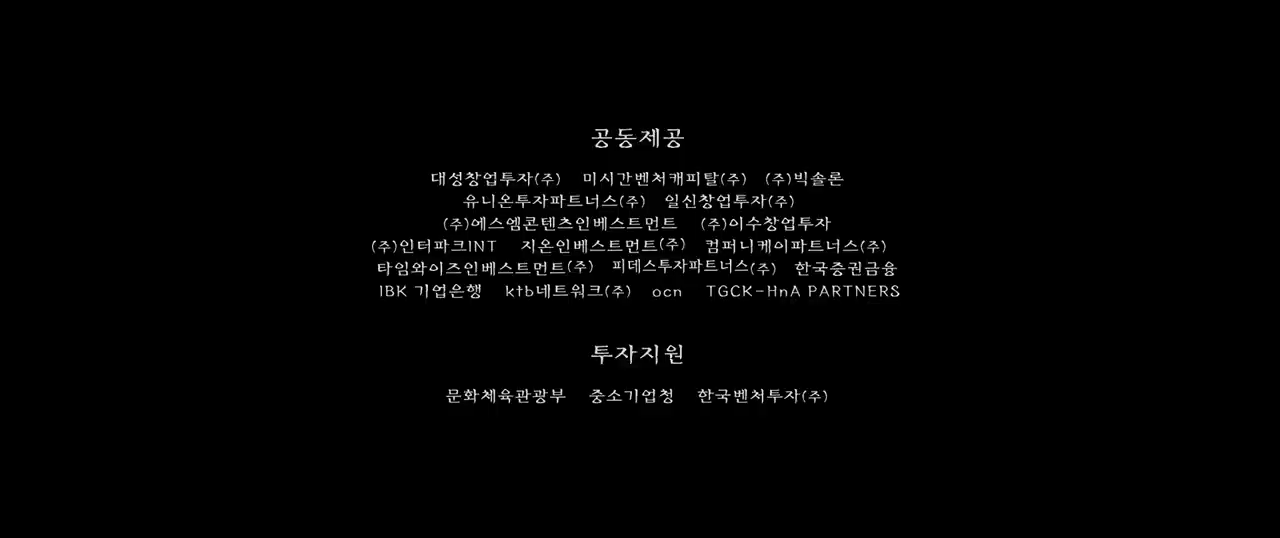 공동제공
대성창업투자(주) 미시간벤처캐피탈(주) (주)빅솔론
유니온투자파트너스(주) 일신창업투자(주)
(주)에스엠콘텐츠인베스트먼트 (주)이수창업투자
(주)인터파크INT 지온인베스트먼트(주) 컴퍼니케이파트너스(주)
타임와이즈인베스트먼트(주) 피데스투자파트너스(주) 한국증권금융
IBK 기업은행 ktb네트워크(주) ocn TGCK-HnA PARTNERS
투자지원
문화체육관광부 중소기업청 한국벤처투자(주)